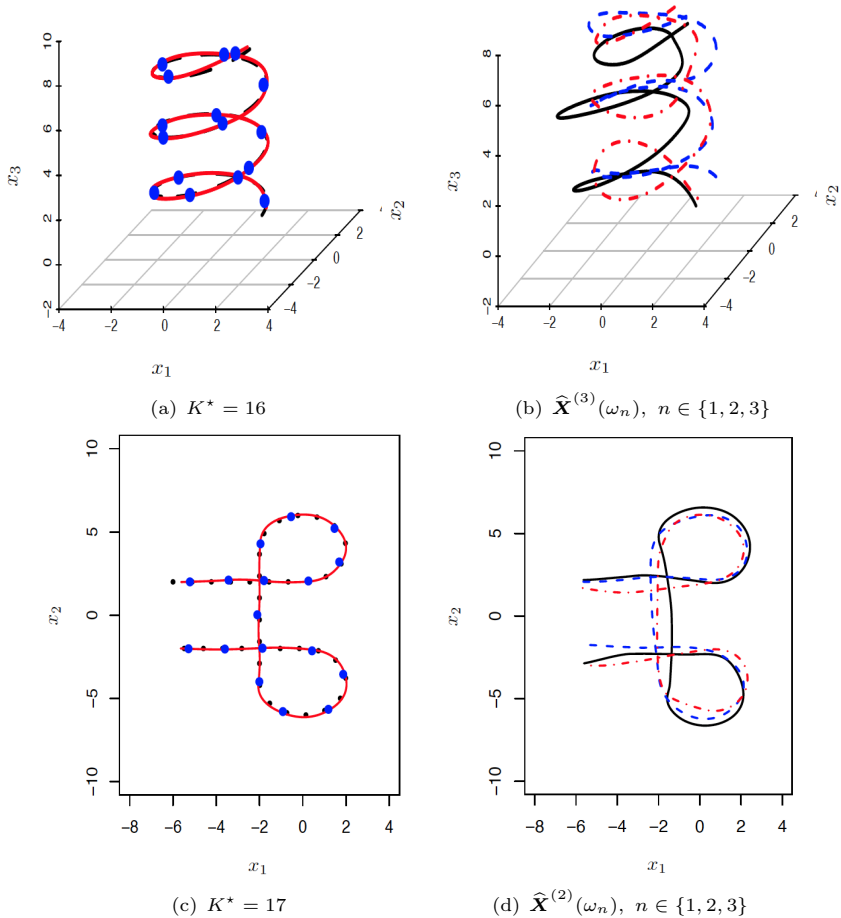 10
8
6
4
2
0
−2
x3
−4 −2 0 2 4
x1
−4
−2
0
2
x2
(a) K⋆ = 16
8
6
4
2
0
−2
x3
−4 −2 0 2 4
x1
−4
−2
0
2
x2
(b) X̂(3)(ωn), n ∈ {1, 2, 3}
10
5
0
−5
−10
x2
−8 −6 −4 −2 0 2 4
x1
(c) K⋆ = 17
10
5
0
−5
−10
x2
−8 −6 −4 −2 0 2 4
x1
(d) X̂(2)(ωn), n ∈ {1, 2, 3}